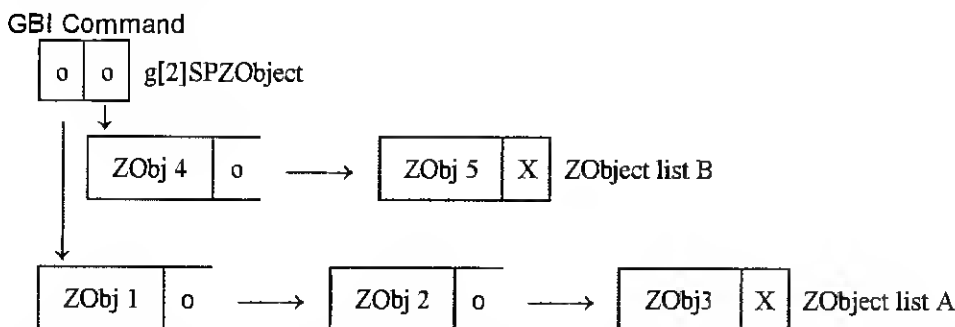 GBI Command
o o g[2]SPZObject
ZObj 4 o ZObj 5 X ZObject list B
ZObj 1 o ZObj 2 o ZObj3 X ZObject list A